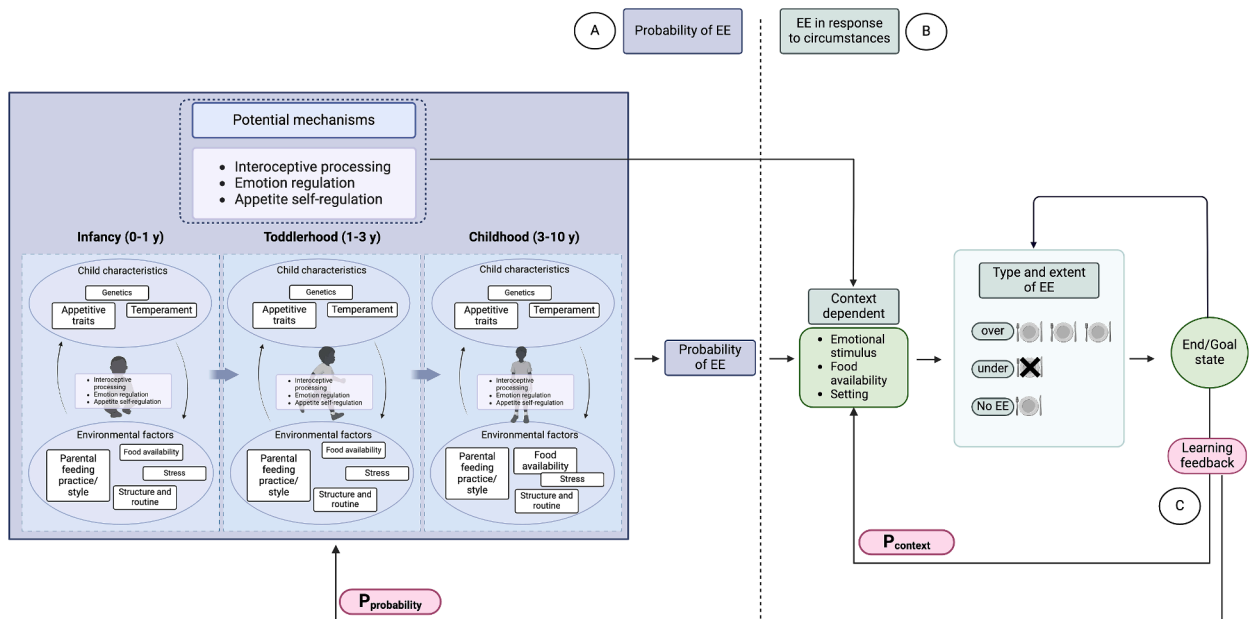 A
Probability of EE
EE in response
to circumstances
B
Potential mechanisms
• Interoceptive processing
• Emotion regulation
• Appetite self-regulation
Infancy (0-1 y)
Toddlerhood (1-3 y)
Childhood (3-10 y)
Child characteristics
Genetics
Appetitive
traits
Temperament
• Interoceptive
processing
• Emotion regulation
• Appetite self-regulation
Environmental factors
Parental
feeding
practice/
style
Food availability
Stress
Structure and
routine
Child characteristics
Genetics
Appetitive
traits
Temperament
• Interoceptive
processing
• Emotion regulation
• Appetite self-regulation
Environmental factors
Parental
feeding
practice/
style
Food availability
Stress
Structure and
routine
Child characteristics
Genetics
Appetitive
traits
Temperament
• Interoceptive
processing
• Emotion regulation
• Appetite self-regulation
Environmental factors
Parental
feeding
practice/
style
Food
availability
Stress
Structure and
routine
Probability
of EE
Context
dependent
• Emotional
stimulus
• Food
availability
• Setting
Type and extent
of EE
over
under
No EE
End/Goal
state
Learning
feedback
C
Pcontext
Pprobability